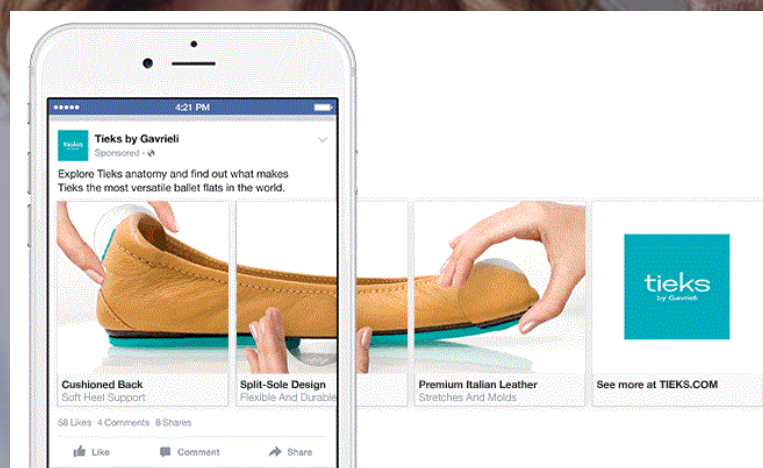 4:21 PM
tieks
Tieks by Gavrieli
Sponsored ·
Explore Tieks anatomy and find out what makes
Tieks the most versatile ballet flats in the world.
tieks
by Gavrieli
Cushioned Back
Soft Heel Support
Split-Sole Design
Flexible And Durable
Premium Italian Leather
Stretches And Molds
See more at TIEKS.COM
58 Likes 4 Comments 8 Shares
Like Comment Share